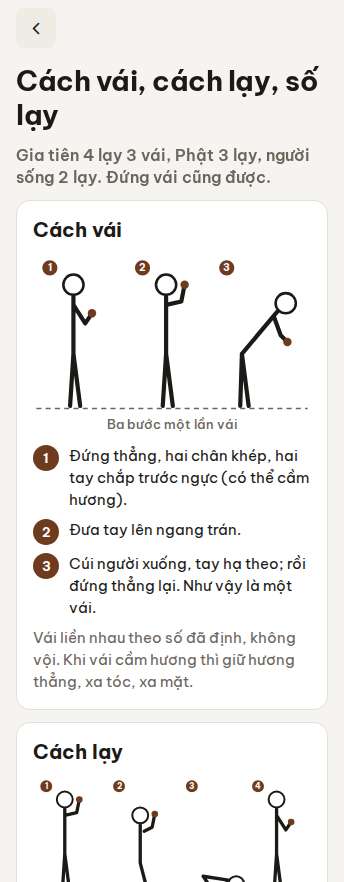 Cách vái, cách lạy, số
lạy
Gia tiên 4 lạy 3 vái, Phật 3 lạy, người
sống 2 lạy. Đứng vái cũng được.
Cách vái
1 2 3
Ba bước một lần vái
1 Đứng thẳng, hai chân khép, hai
tay chắp trước ngực (có thể cầm
hương).
2 Đưa tay lên ngang trán.
3 Cúi người xuống, tay hạ theo; rồi
đứng thẳng lại. Như vậy là một
vái.
Vái liền nhau theo số đã định, không
vội. Khi vái cầm hương thì giữ hương
thẳng, xa tóc, xa mặt.
Cách lạy
1 2 3 4